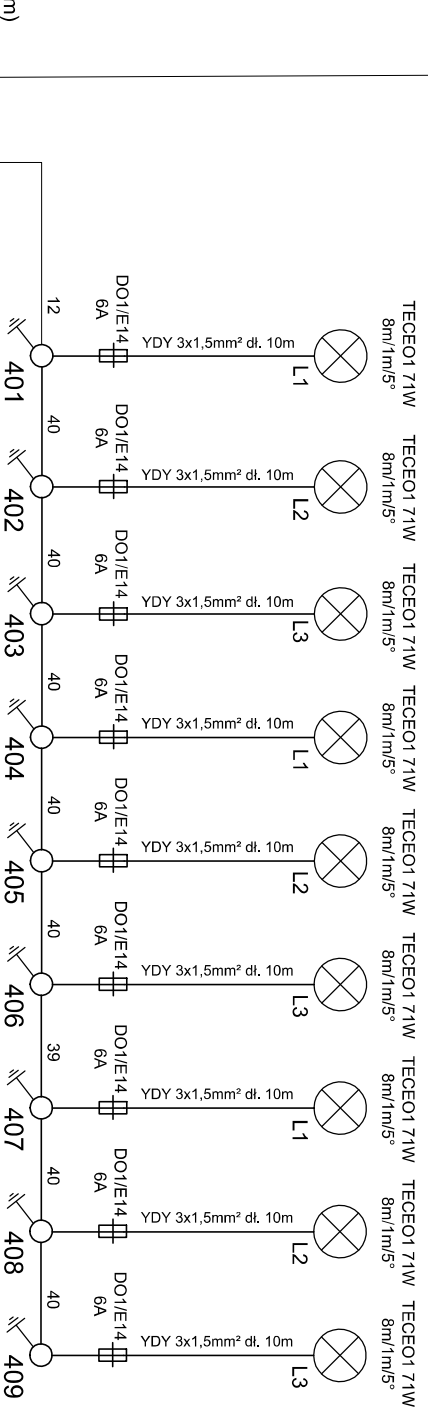 m)
TECEO1 71W
8m/1m/5°
L1
YDY 3x1,5mm² dł. 10m
DO1/E14
6A
12
401
TECEO1 71W
8m/1m/5°
L2
YDY 3x1,5mm² dł. 10m
DO1/E14
6A
40
402
TECEO1 71W
8m/1m/5°
L3
YDY 3x1,5mm² dł. 10m
DO1/E14
6A
40
403
TECEO1 71W
8m/1m/5°
L1
YDY 3x1,5mm² dł. 10m
DO1/E14
6A
40
404
TECEO1 71W
8m/1m/5°
L2
YDY 3x1,5mm² dł. 10m
DO1/E14
6A
40
405
TECEO1 71W
8m/1m/5°
L3
YDY 3x1,5mm² dł. 10m
DO1/E14
6A
40
406
TECEO1 71W
8m/1m/5°
L1
YDY 3x1,5mm² dł. 10m
DO1/E14
6A
39
407
TECEO1 71W
8m/1m/5°
L2
YDY 3x1,5mm² dł. 10m
DO1/E14
6A
40
408
TECEO1 71W
8m/1m/5°
L3
YDY 3x1,5mm² dł. 10m
DO1/E14
6A
40
409